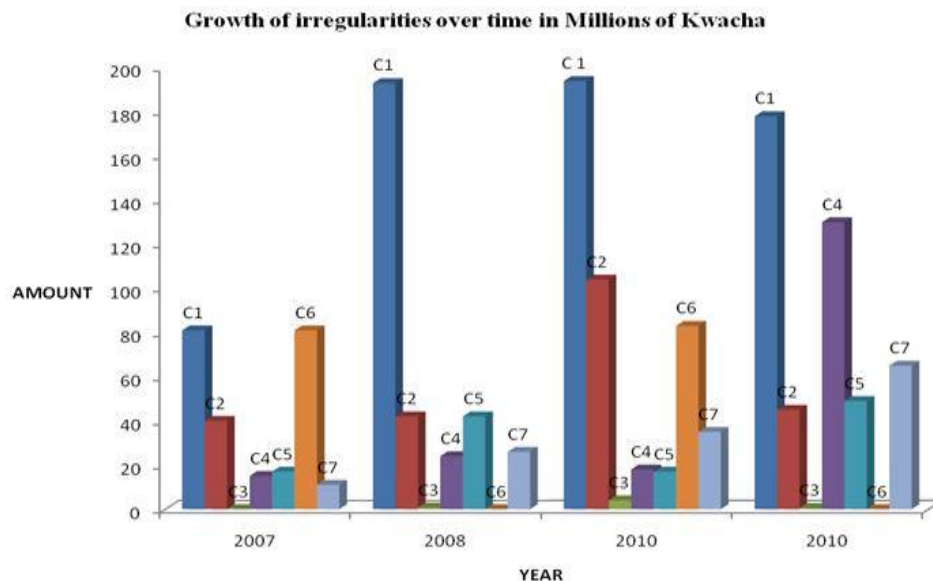 Growth of irregularities over time in Millions of Kwacha
200
180
160
140
120
100
80
60
40
20
0
AMOUNT
C1
C2
C3
C4
C5
C6
C7
C1
C2
C3
C4
C5
C6
C7
C 1
C2
C3
C4
C5
C6
C7
C1
C2
C3
C4
C5
C6
C7
2007
2008
2010
2010
YEAR